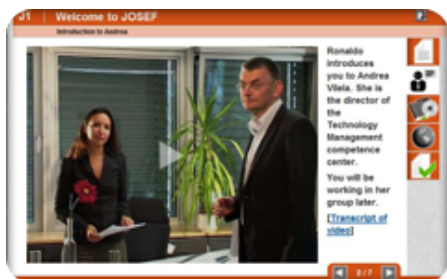 J1 Welcome to JOSEF
Introduction to Andrea
Ronaldo
introduces
you to Andrea
Vilela. She is
the director of
the
Technology
Management
competence
center.
You will be
working in her
group later.
[Transcript of
video]
2 / 7